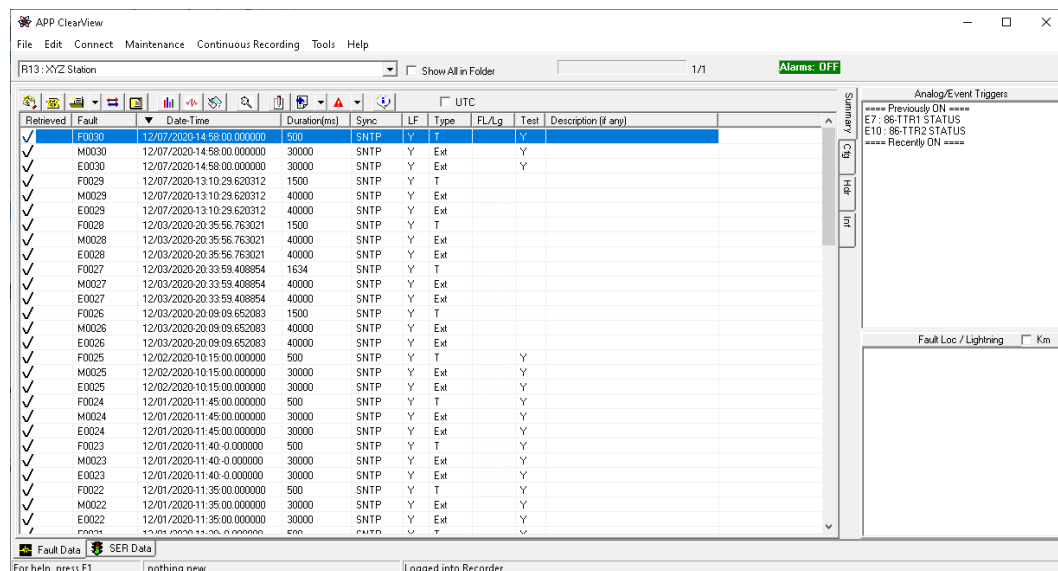 APP ClearView
File Edit Connect Maintenance Continuous Recording Tools Help
R13 : XYZ Station Show All in Folder 1/1 Alarms: OFF
UTC
Retrieved Fault Date-Time Duration(ms) Sync LF Type FL/Lg Test Description (if any)
F0030 12/07/2020-14:58:00.000000 500 SNTP Y T Y
M0030 12/07/2020-14:58:00.000000 30000 SNTP Y Ext Y
E0030 12/07/2020-14:58:00.000000 30000 SNTP Y Ext Y
F0029 12/07/2020-13:10:29.620312 1500 SNTP Y T
M0029 12/07/2020-13:10:29.620312 40000 SNTP Y Ext
E0029 12/07/2020-13:10:29.620312 40000 SNTP Y Ext
F0028 12/03/2020-20:35:56.763021 1500 SNTP Y T
M0028 12/03/2020-20:35:56.763021 40000 SNTP Y Ext
E0028 12/03/2020-20:35:56.763021 40000 SNTP Y Ext
F0027 12/03/2020-20:33:59.408854 1634 SNTP Y T
M0027 12/03/2020-20:33:59.408854 40000 SNTP Y Ext
E0027 12/03/2020-20:33:59.408854 40000 SNTP Y Ext
F0026 12/03/2020-20:09:09.652083 1500 SNTP Y T
M0026 12/03/2020-20:09:09.652083 40000 SNTP Y Ext
E0026 12/03/2020-20:09:09.652083 40000 SNTP Y Ext
F0025 12/02/2020-10:15:00.000000 500 SNTP Y T Y
M0025 12/02/2020-10:15:00.000000 30000 SNTP Y Ext Y
E0025 12/02/2020-10:15:00.000000 30000 SNTP Y Ext Y
F0024 12/01/2020-11:45:00.000000 500 SNTP Y T Y
M0024 12/01/2020-11:45:00.000000 30000 SNTP Y Ext Y
E0024 12/01/2020-11:45:00.000000 30000 SNTP Y Ext Y
F0023 12/01/2020-11:40:-0.000000 500 SNTP Y T Y
M0023 12/01/2020-11:40:-0.000000 30000 SNTP Y Ext Y
E0023 12/01/2020-11:40:-0.000000 30000 SNTP Y Ext Y
F0022 12/01/2020-11:35:00.000000 500 SNTP Y T Y
M0022 12/01/2020-11:35:00.000000 30000 SNTP Y Ext Y
E0022 12/01/2020-11:35:00.000000 30000 SNTP Y Ext Y
Summary
Cfg
Hdr
Inf
Analog/Event Triggers
==== Previously ON ====
E7 : 86-TTR1 STATUS
E10 : 86-TTR2 STATUS
==== Recently ON ====
Fault Loc / Lightning Km
Fault Data SER Data
For help, press F1 nothing new Logged into Recorder